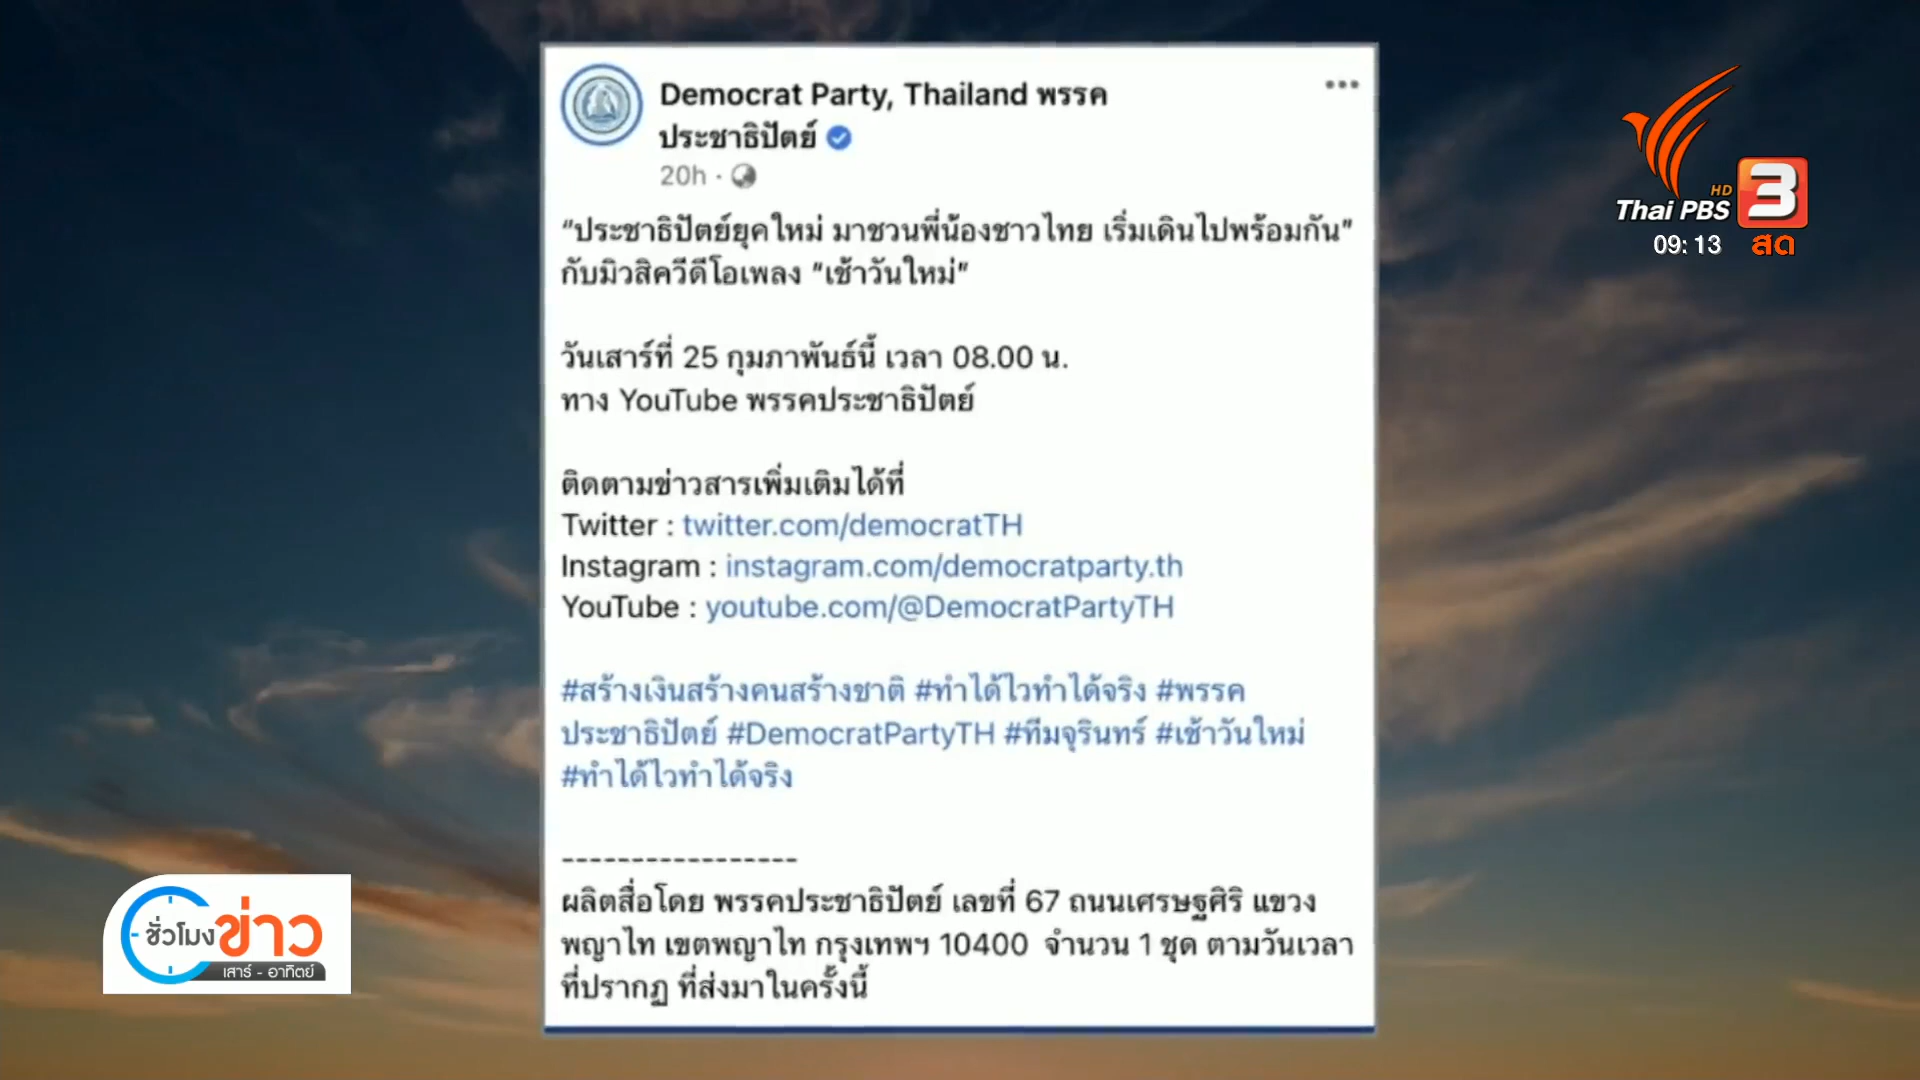 Democrat Party, Thailand พรรค
ประชาธิปัตย์
20h ·
“ประชาธิปัตย์ยุคใหม่ มาชวนพี่น้องชาวไทย เริ่มเดินไปพร้อมกัน”
กับมิวสิควีดีโอเพลง “เช้าวันใหม่”
วันเสาร์ที่ 25 กุมภาพันธ์นี้ เวลา 08.00 น.
ทาง YouTube พรรคประชาธิปัตย์
ติดตามข่าวสารเพิ่มเติมได้ที่
Twitter : twitter.com/democratTH
Instagram : instagram.com/democratparty.th
YouTube : youtube.com/@DemocratPartyTH
#สร้างเงินสร้างคนสร้างชาติ #ทำได้ไวทำได้จริง #พรรค
ประชาธิปัตย์ #DemocratPartyTH #ทีมจุรินทร์ #เช้าวันใหม่
#ทำได้ไวทำได้จริง
-----------------
ผลิตสื่อโดย พรรคประชาธิปัตย์ เลขที่ 67 ถนนเศรษฐศิริ แขวง
พญาไท เขตพญาไท กรุงเทพฯ 10400 จำนวน 1 ชุด ตามวันเวลา
ที่ปรากฏ ที่ส่งมาในครั้งนี้
HD
Thai PBS 3
09:13 สด
ชั่วโมงข่าว
เสาร์ - อาทิตย์